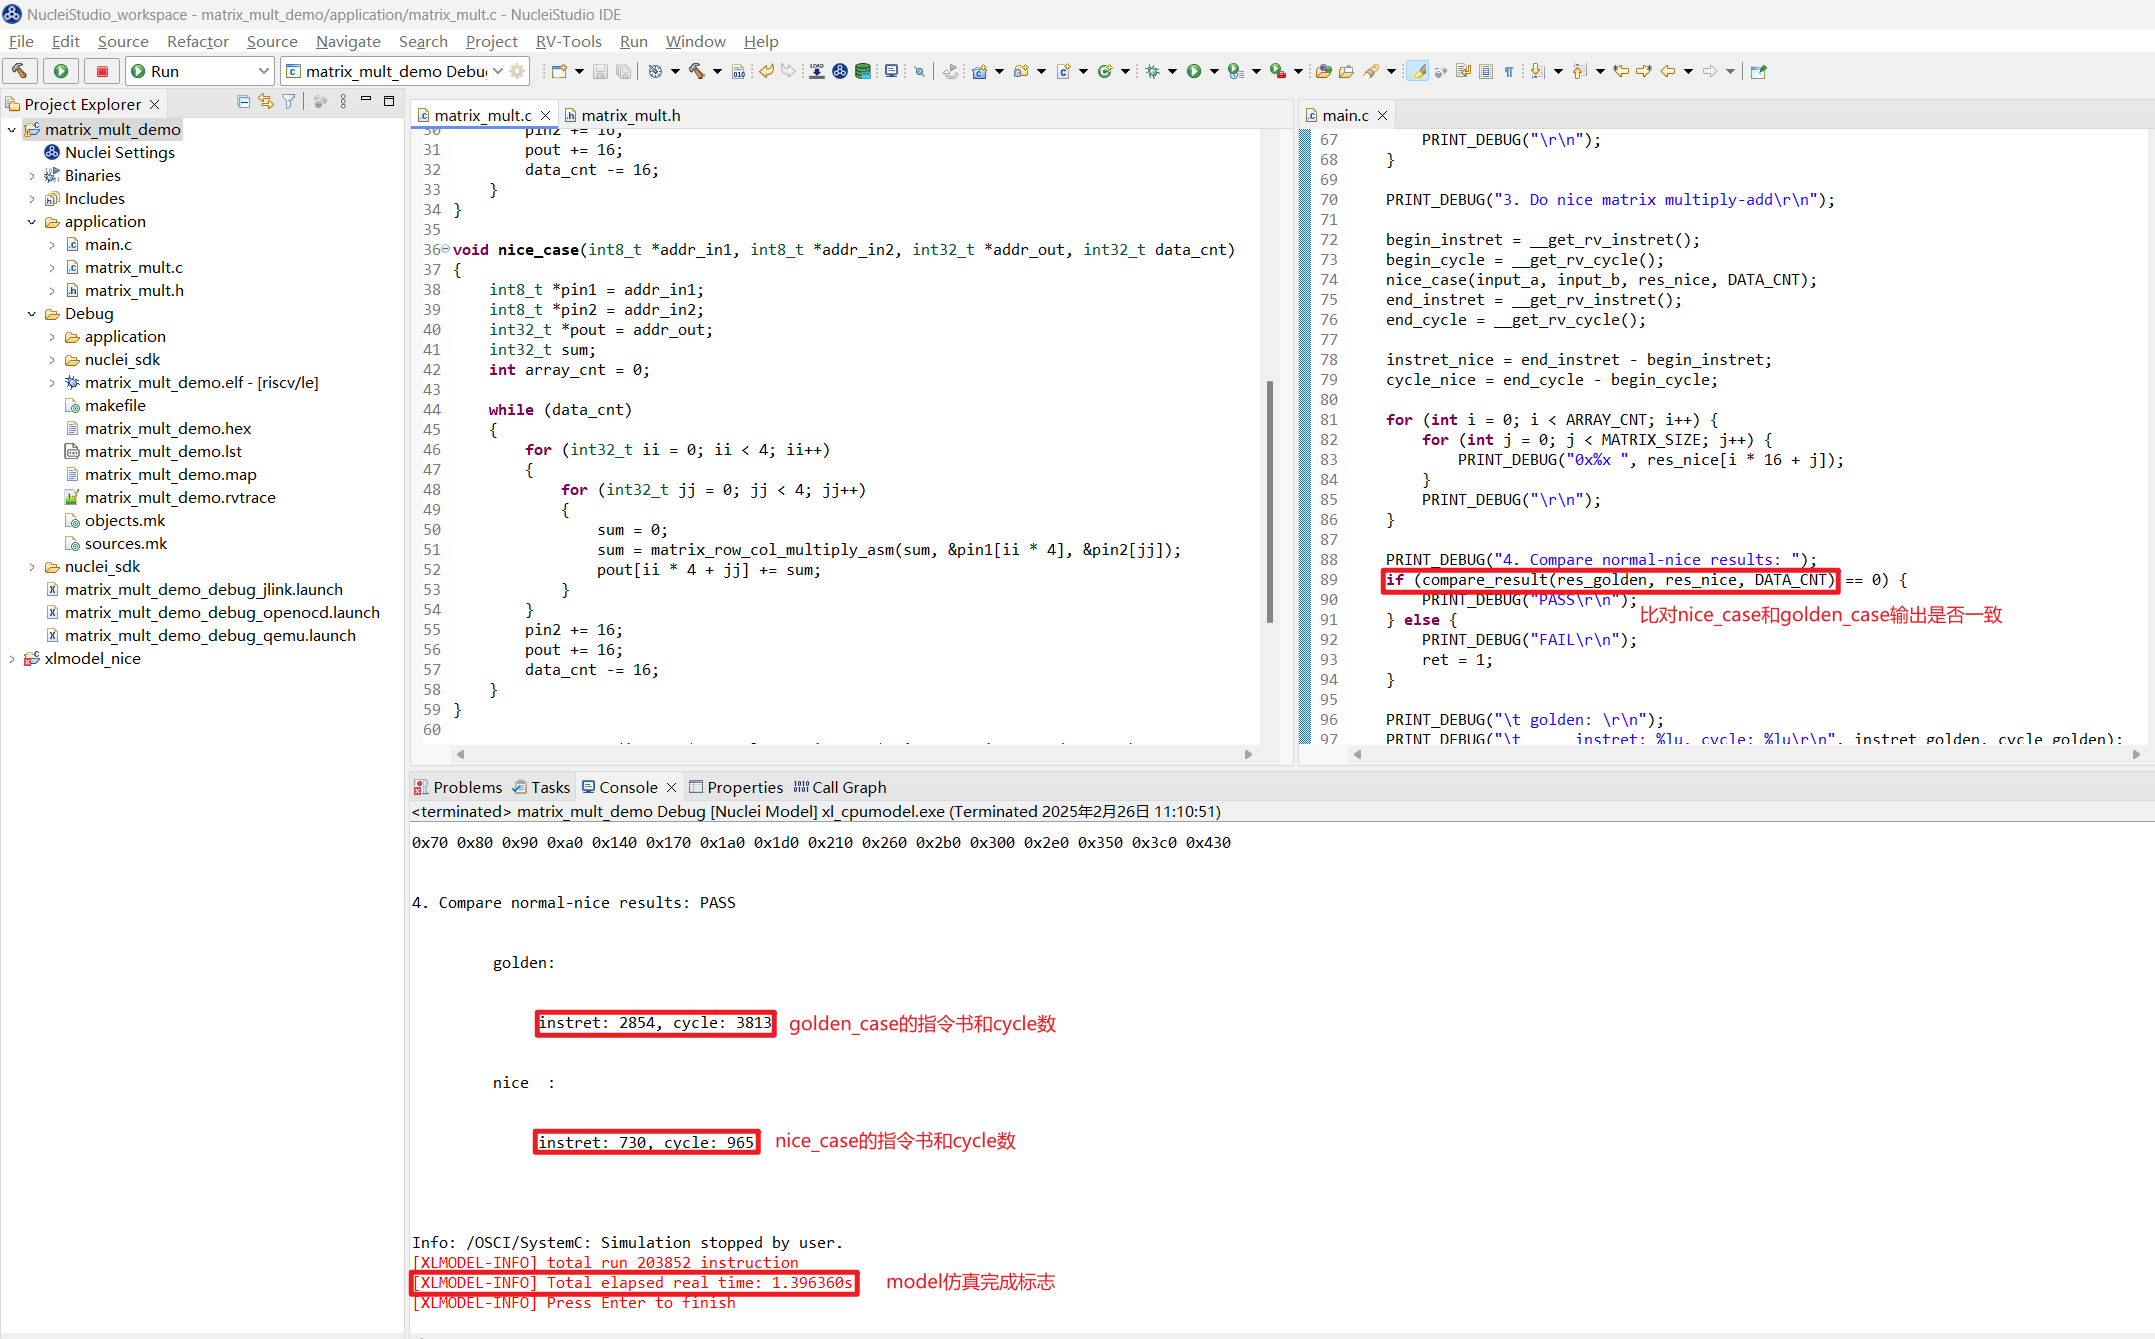 NucleiStudio_workspace - matrix_mult_demo/application/matrix_mult.c - NucleiStudio IDE
File Edit Source Refactor Source Navigate Search Project RV-Tools Run Window Help
Run
matrix_mult_demo Debug
Project Explorer
matrix_mult_demo
Nuclei Settings
Binaries
Includes
application
main.c
matrix_mult.c
matrix_mult.h
Debug
application
nuclei_sdk
matrix_mult_demo.elf - [riscv/le]
makefile
matrix_mult_demo.hex
matrix_mult_demo.lst
matrix_mult_demo.map
matrix_mult_demo.rvtrace
objects.mk
sources.mk
nuclei_sdk
matrix_mult_demo_debug_jlink.launch
matrix_mult_demo_debug_openocd.launch
matrix_mult_demo_debug_qemu.launch
xlmodel_nice
matrix_mult.c
matrix_mult.h
30 pin2 += 16;
31 pout += 16;
32 data_cnt -= 16;
33 }
34 }
35
36 void nice_case(int8_t *addr_in1, int8_t *addr_in2, int32_t *addr_out, int32_t data_cnt)
37 {
38 int8_t *pin1 = addr_in1;
39 int8_t *pin2 = addr_in2;
40 int32_t *pout = addr_out;
41 int32_t sum;
42 int array_cnt = 0;
43
44 while (data_cnt)
45 {
46 for (int32_t ii = 0; ii < 4; ii++)
47 {
48 for (int32_t jj = 0; jj < 4; jj++)
49 {
50 sum = 0;
51 sum = matrix_row_col_multiply_asm(sum, &pin1[ii * 4], &pin2[jj]);
52 pout[ii * 4 + jj] += sum;
53 }
54 }
55 pin2 += 16;
56 pout += 16;
57 data_cnt -= 16;
58 }
59 }
60
main.c
67 PRINT_DEBUG("\r\n");
68 }
69
70 PRINT_DEBUG("3. Do nice matrix multiply-add\r\n");
71
72 begin_instret = __get_rv_instret();
73 begin_cycle = __get_rv_cycle();
74 nice_case(input_a, input_b, res_nice, DATA_CNT);
75 end_instret = __get_rv_instret();
76 end_cycle = __get_rv_cycle();
77
78 instret_nice = end_instret - begin_instret;
79 cycle_nice = end_cycle - begin_cycle;
80
81 for (int i = 0; i < ARRAY_CNT; i++) {
82 for (int j = 0; j < MATRIX_SIZE; j++) {
83 PRINT_DEBUG("0x%x ", res_nice[i * 16 + j]);
84 }
85 PRINT_DEBUG("\r\n");
86 }
87
88 PRINT_DEBUG("4. Compare normal-nice results: ");
89 if (compare_result(res_golden, res_nice, DATA_CNT) == 0) {
90 PRINT_DEBUG("PASS\r\n");
比对nice_case和golden_case输出是否一致
91 } else {
92 PRINT_DEBUG("FAIL\r\n");
93 ret = 1;
94 }
95
96 PRINT_DEBUG("\t golden: \r\n");
97 PRINT_DEBUG("\t instret: %lu, cycle: %lu\r\n", instret_golden, cycle_golden);
Problems Tasks Console Properties Call Graph
<terminated> matrix_mult_demo Debug [Nuclei Model] xl_cpumodel.exe (Terminated 2025年2月26日 11:10:51)
0x70 0x80 0x90 0xa0 0x140 0x170 0x1a0 0x1d0 0x210 0x260 0x2b0 0x300 0x2e0 0x350 0x3c0 0x430
4. Compare normal-nice results: PASS
golden:
instret: 2854, cycle: 3813 golden_case的指令书和cycle数
nice :
instret: 730, cycle: 965 nice_case的指令书和cycle数
Info: /OSCI/SystemC: Simulation stopped by user.
[XLMODEL-INFO] total run 203852 instruction
[XLMODEL-INFO] Total elapsed real time: 1.396360s model仿真完成标志
[XLMODEL-INFO] Press Enter to finish